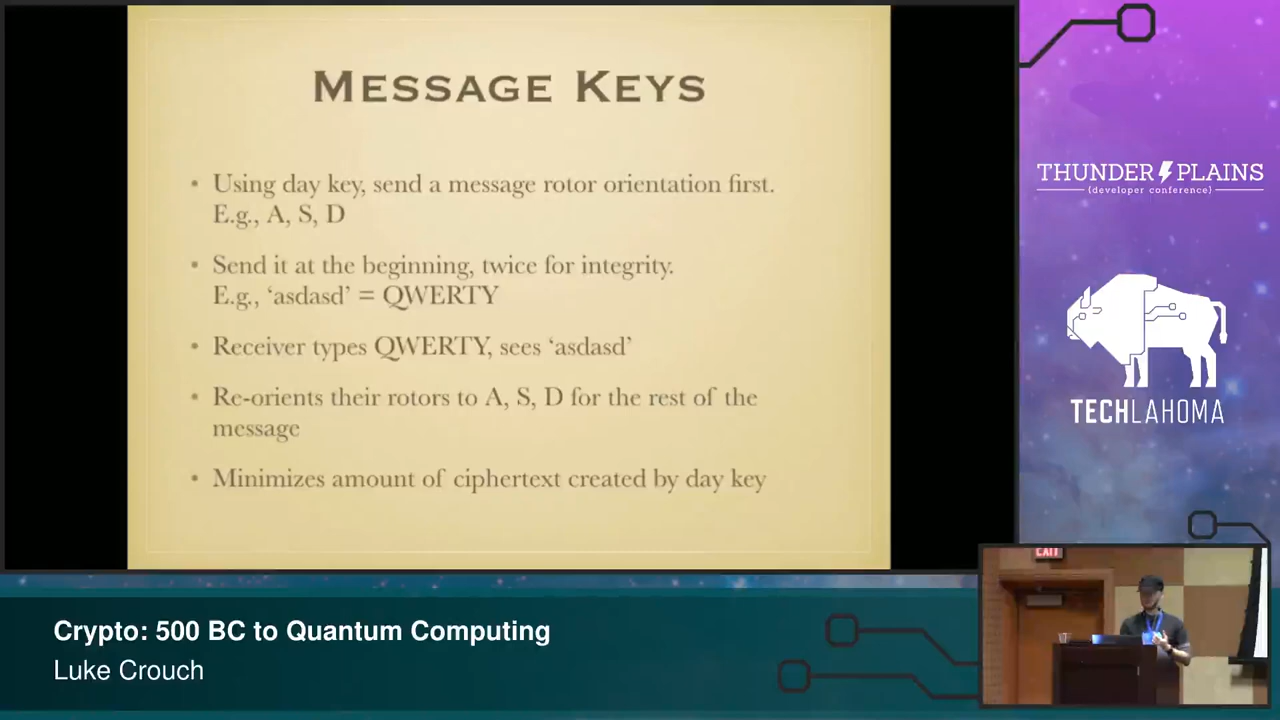 MESSAGE KEYS
• Using day key, send a message rotor orientation first.
E.g., A, S, D
• Send it at the beginning, twice for integrity.
E.g., ‘asdasd’ = QWERTY
• Receiver types QWERTY, sees ‘asdasd’
• Re-orients their rotors to A, S, D for the rest of the
message
• Minimizes amount of ciphertext created by day key
THUNDER PLAINS
{developer conference}
TECHLAHOMA
EXIT
Crypto: 500 BC to Quantum Computing
Luke Crouch